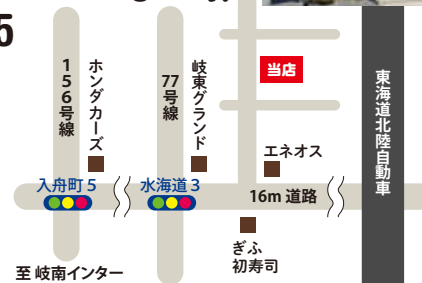 5
156号線
ホンダカーズ
77号線
岐東グランド
当店
東海道北陸自動車
エネオス
入舟町 5
水海道 3
16m 道路
ぎふ
初寿司
至 岐南インター